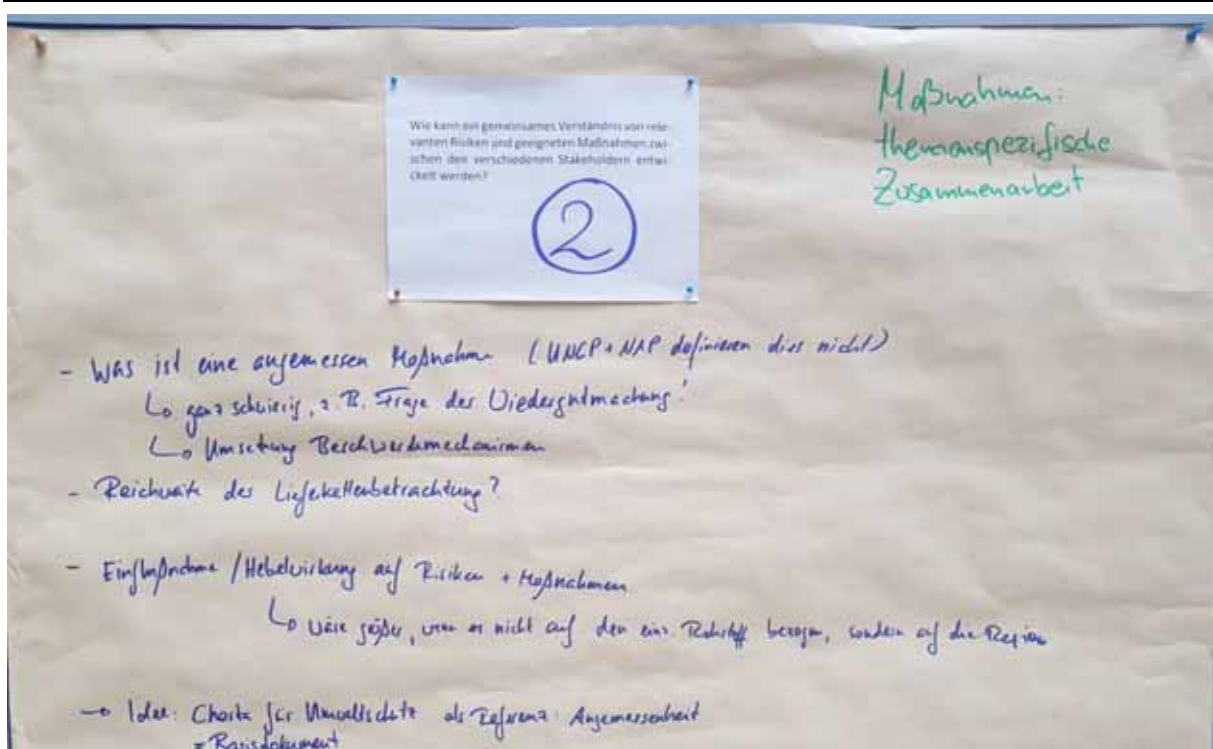 Wie kann ein gemeinsames Verständnis von rele-
vanten Risiken und geeigneten Maßnahmen zwi-
schen den verschiedenen Stakeholdern entwi-
ckelt werden?
2
Maßnahmen:
themenspezifische
Zusammenarbeit
- Was ist eine angemessen Maßnahm (UNGP + NAP definieren dies nicht)
↳ ganz schwierig, z.B. Frage der Wiedergutmachung!
↳ Umsetzung Beschwerdemechanismen
- Reichweite der Lieferkettenbetrachtung?
- Einflußnahme / Hebelwirkung auf Risiken + Maßnahmen
↳ wäre größer, wenn es nicht auf den einz. Rohstoff bezogen, sondern auf die Region
→ Idee: Charta für Umweltschutz als Referenz: Angemessenheit
= Basisdokument